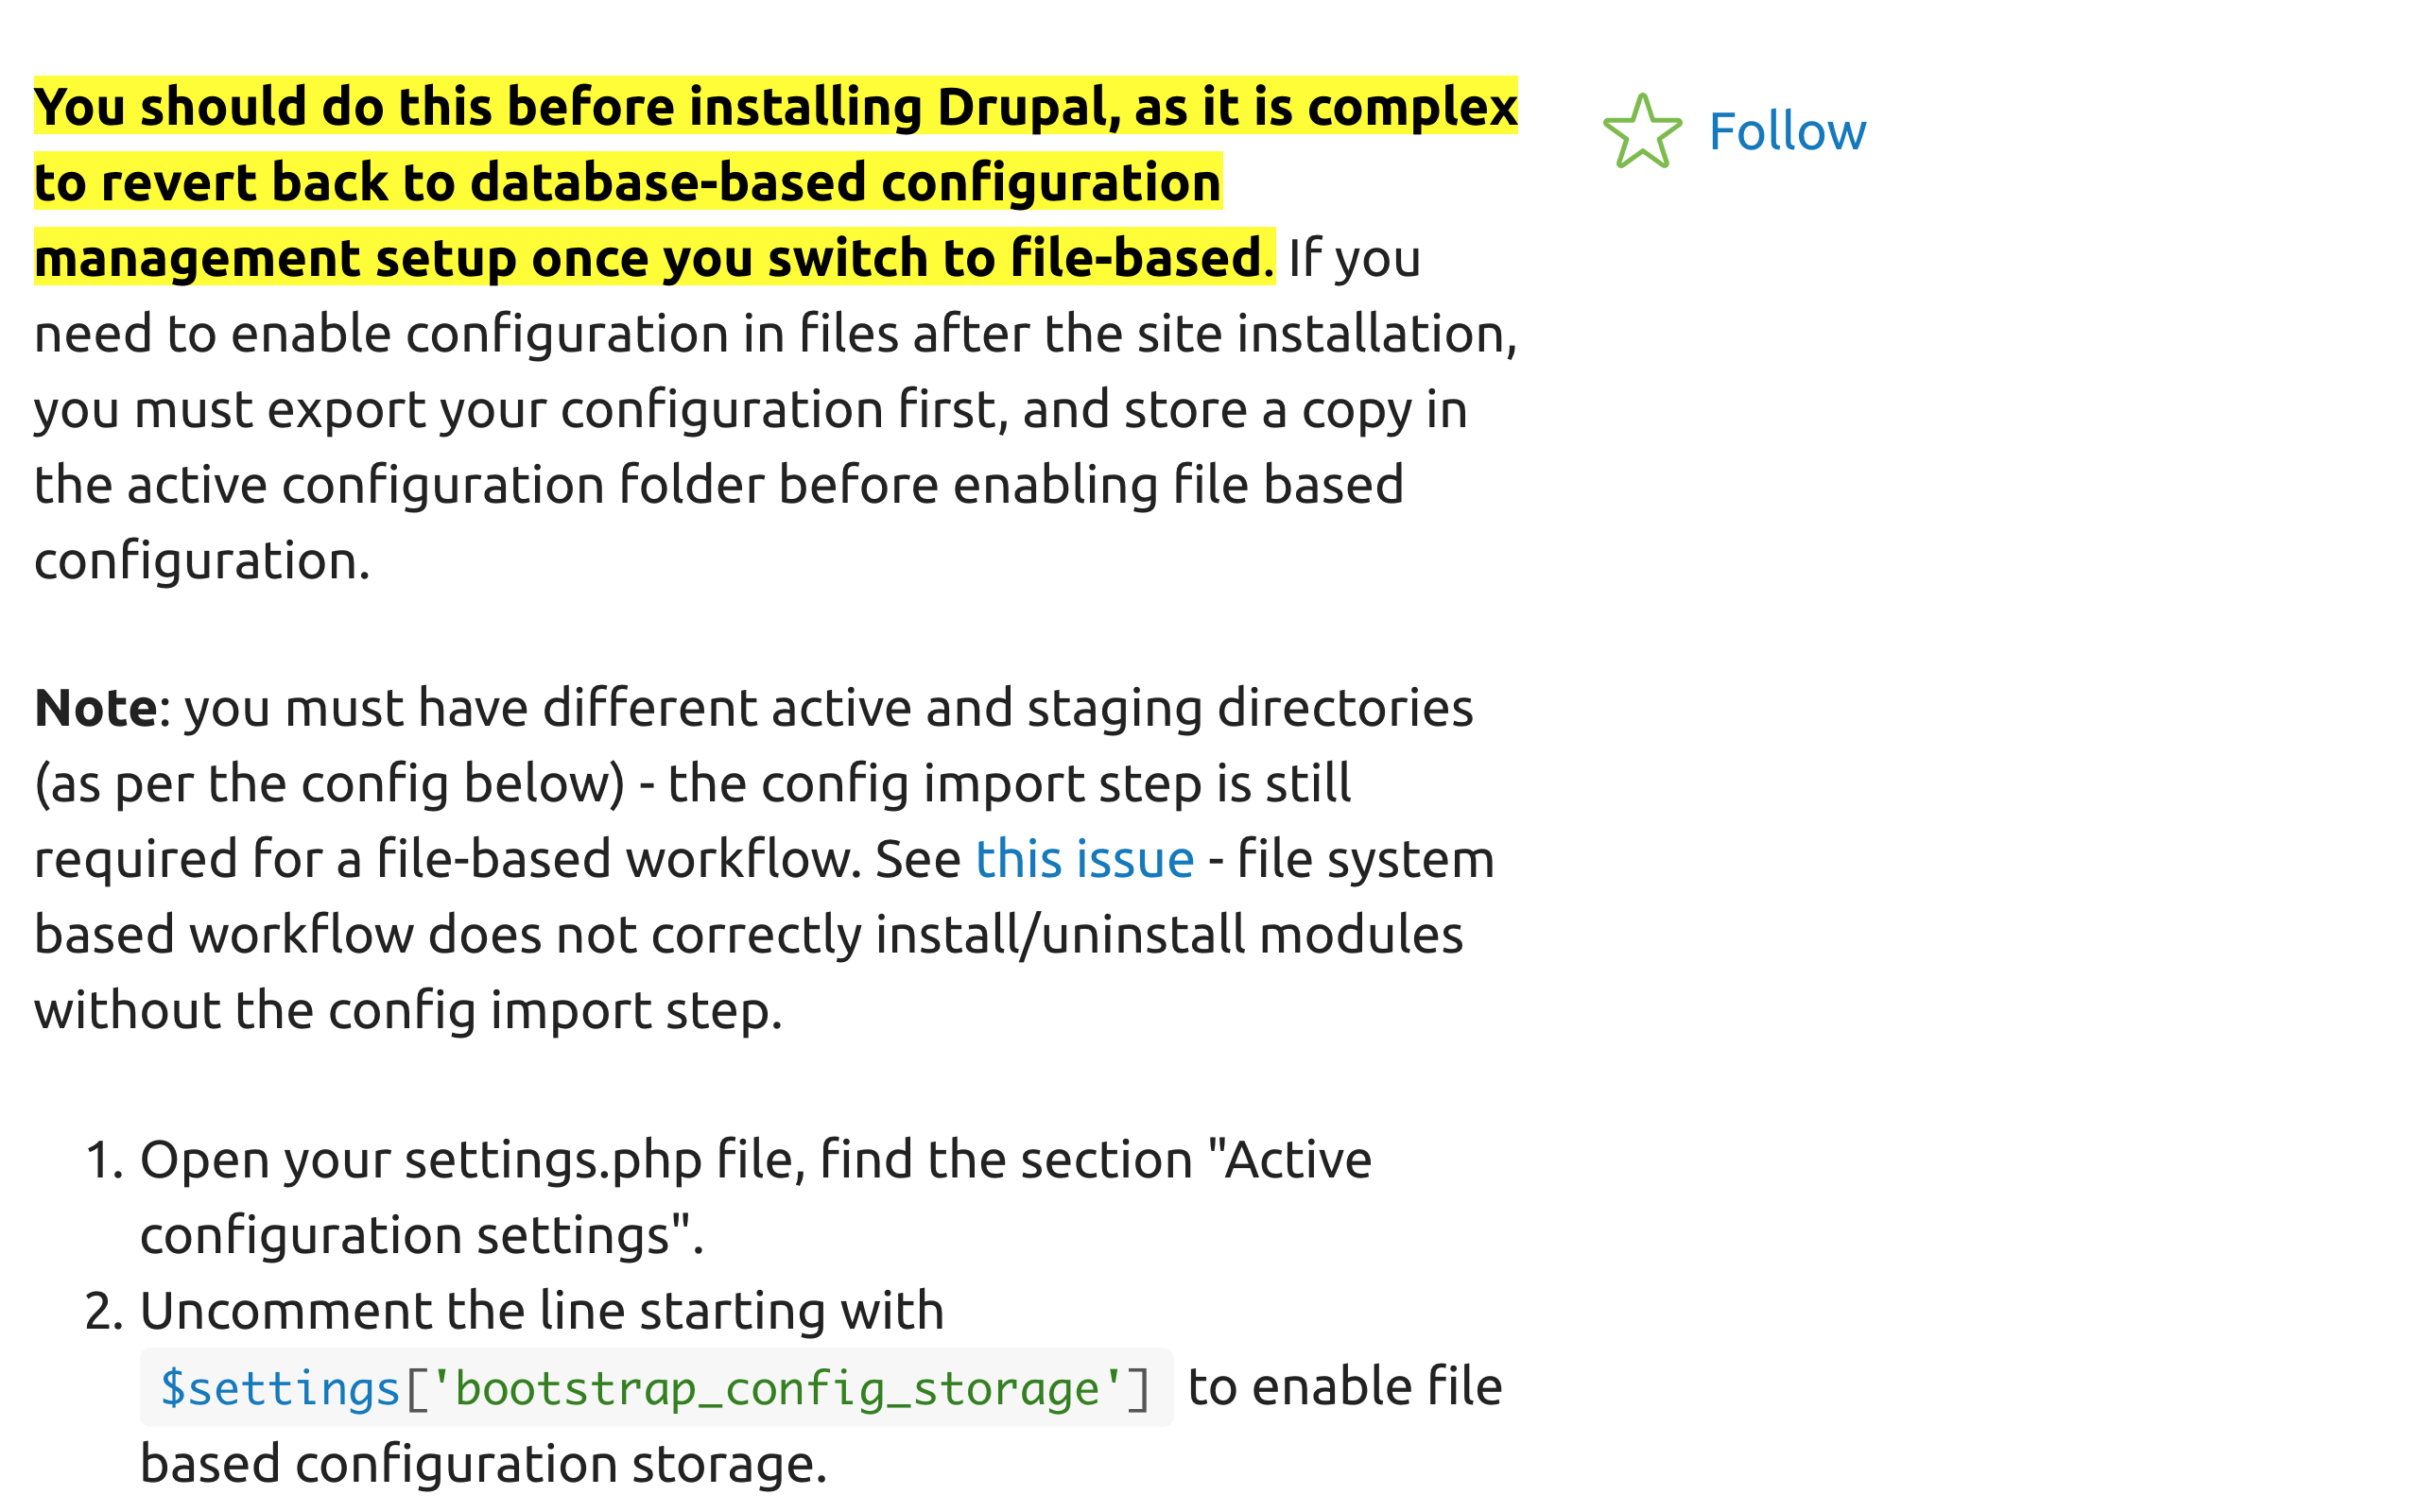 You should do this before installing Drupal, as it is complex
to revert back to database-based configuration
management setup once you switch to file-based. If you
need to enable configuration in files after the site installation,
you must export your configuration first, and store a copy in
the active configuration folder before enabling file based
configuration.
Note: you must have different active and staging directories
(as per the config below) - the config import step is still
required for a file-based workflow. See this issue - file system
based workflow does not correctly install/uninstall modules
without the config import step.
1. Open your settings.php file, find the section "Active
configuration settings".
2. Uncomment the line starting with
$settings['bootstrap_config_storage'] to enable file
based configuration storage.
Follow